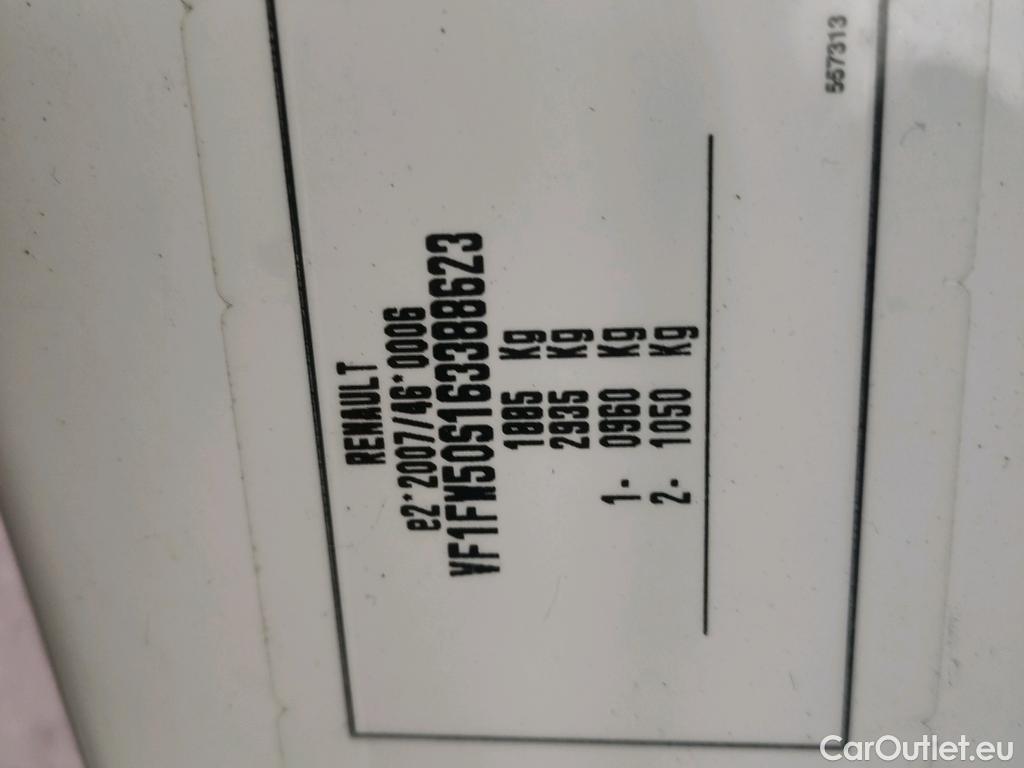 RENAULT
e2*2007/46*0006
VF1FW50S163388623
1885 Kg
2935 Kg
1- 0960 Kg
2- 1050 Kg
557313
CarOutlet.eu